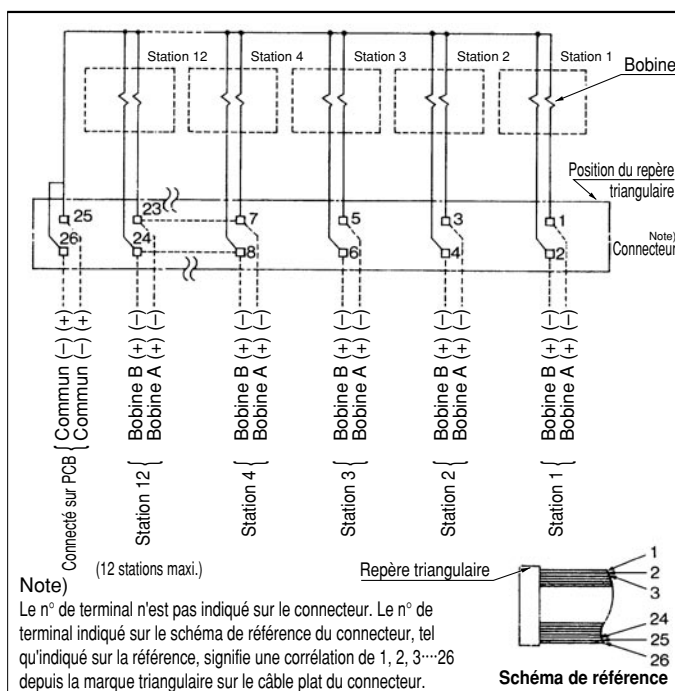 Station 12
Station 4
Station 3
Station 2
Station 1
Bobine
Position du repère
triangulaire
25
23
7
5
3
1
26
24
8
6
4
2
Note)
Connecteur
Connecté sur PCB { Commun (–) (+)
Commun (–) (+)
Station 12 { Bobine B (+) (–)
Bobine A (+) (–)
Station 4 { Bobine B (+) (–)
Bobine A (+) (–)
Station 3 { Bobine B (+) (–)
Bobine A (+) (–)
Station 2 { Bobine B (+) (–)
Bobine A (+) (–)
Station 1 { Bobine B (+) (–)
Bobine A (+) (–)
(12 stations maxi.)
Note)
Le n° de terminal n'est pas indiqué sur le connecteur. Le n° de
terminal indiqué sur le schéma de référence du connecteur, tel
qu'indiqué sur la référence, signifie une corrélation de 1, 2, 3····26
depuis la marque triangulaire sur le câble plat du connecteur.
Repère triangulaire
1
2
3
24
25
26
Schéma de référence